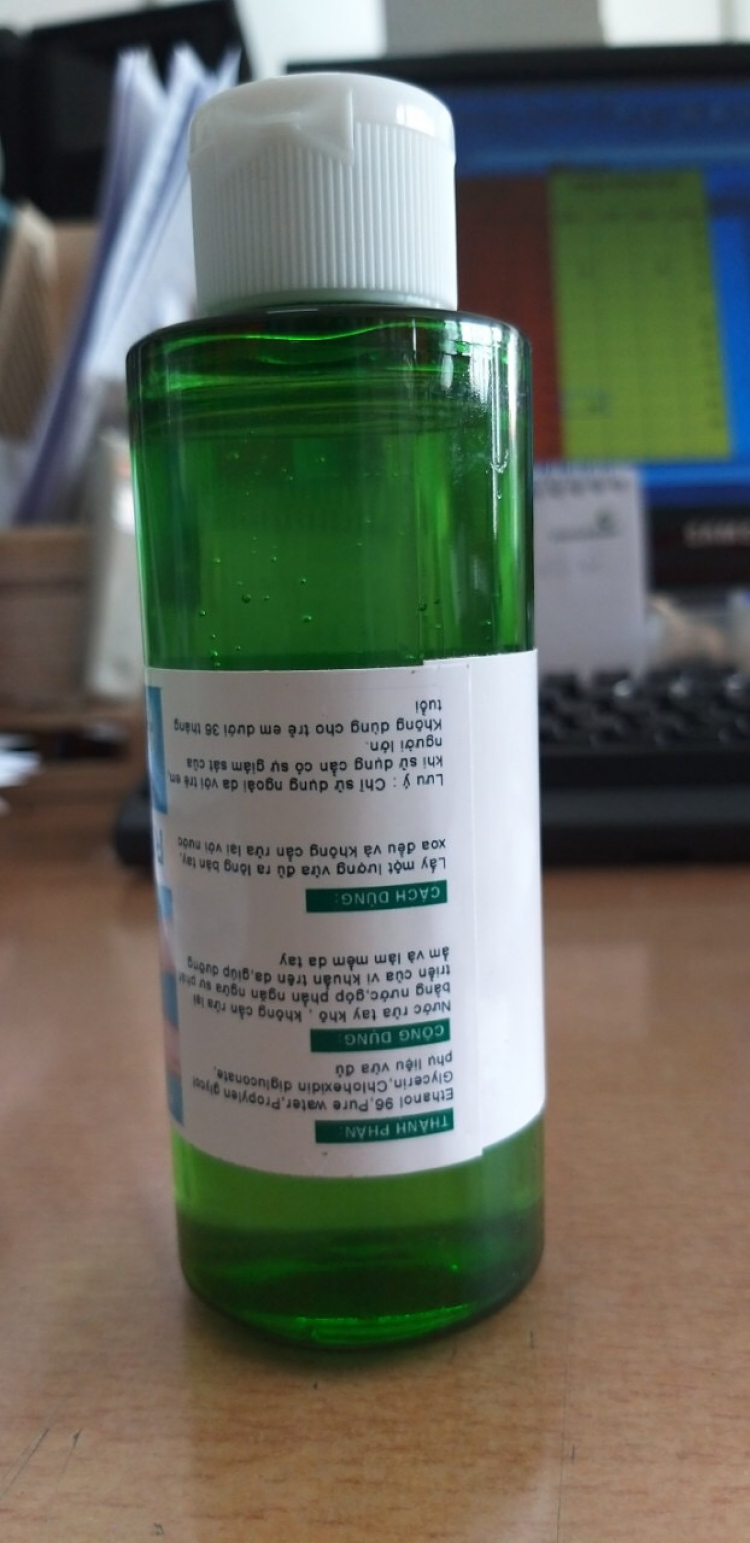 THÀNH PHẦN:
Ethanol 96,Pure water,Propylen glycol
Glycerin,Chlohexidin digluconate,
phụ liệu vừa đủ
CÔNG DỤNG:
Nước rửa tay khô , không cần rửa lại
bằng nước,góp phần ngăn ngừa sự phát
triển của vi khuẩn trên da,giúp dưỡng
ẩm và làm mềm da tay
CÁCH DÙNG:
Lấy một lượng vừa đủ ra lòng bàn tay,
xoa đều và không cần rửa lại với nước
Lưu ý : Chỉ sử dụng ngoài da với trẻ em,
khi sử dụng cần có sự giám sát của
người lớn.
Không dùng cho trẻ em dưới 36 tháng
tuổi